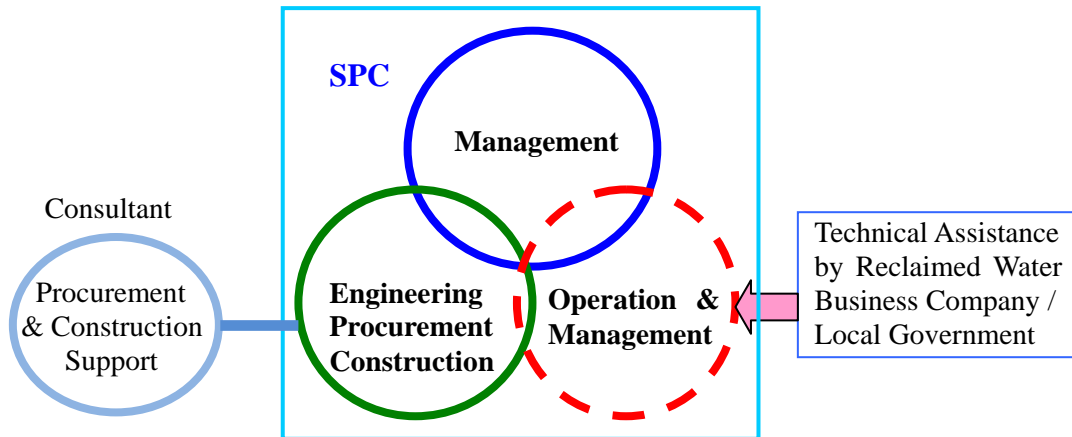 SPC
Management
Consultant
Procurement
& Construction
Support
Engineering
Procurement
Construction
Operation &
Management
Technical Assistance
by Reclaimed Water
Business Company /
Local Government